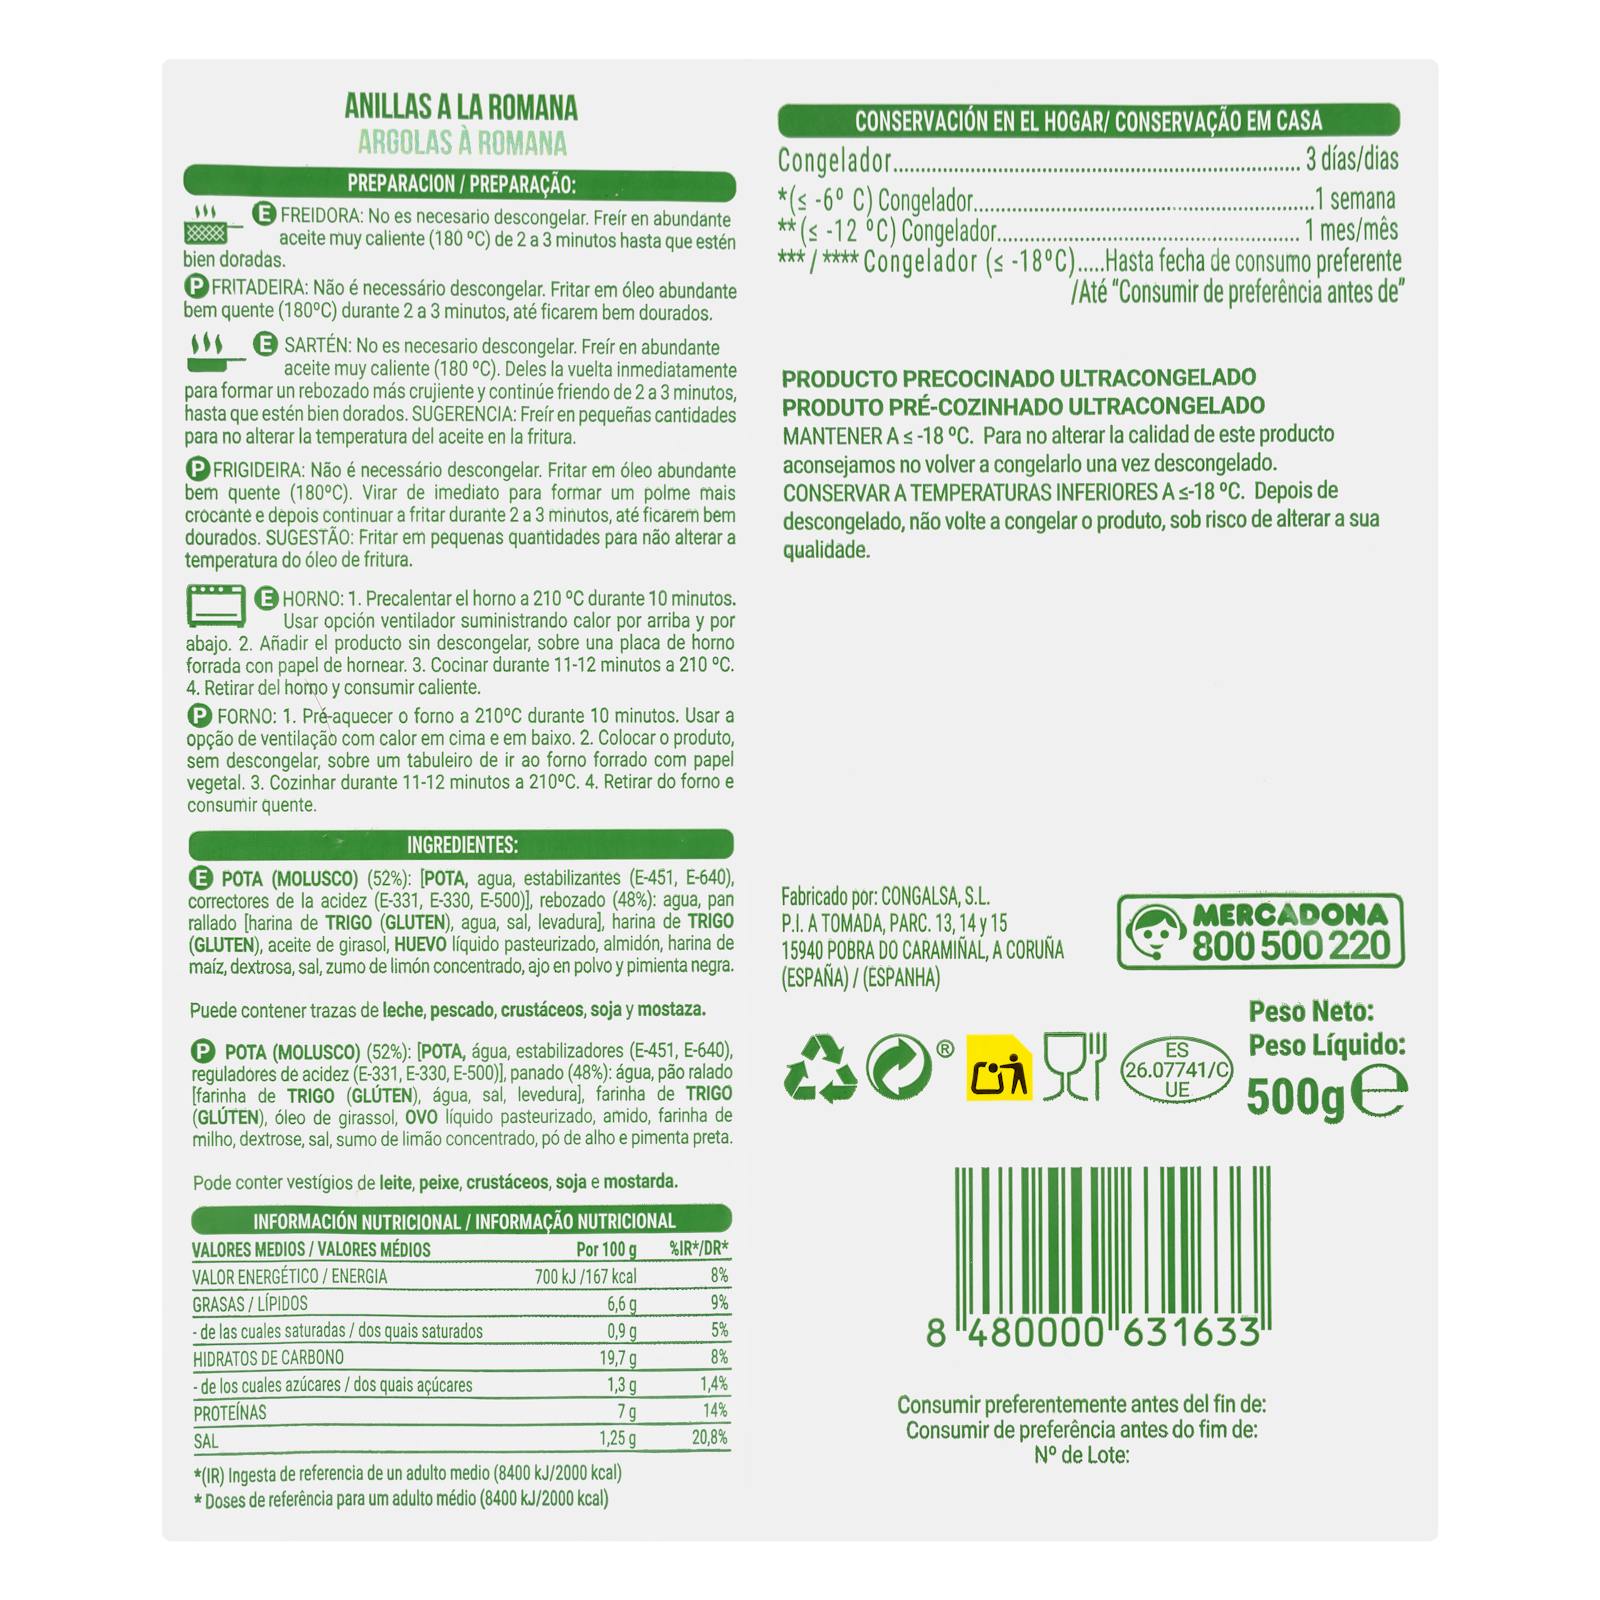 ANILLAS A LA ROMANA
ARGOLAS À ROMANA
PREPARACION / PREPARAÇÃO:
E FREIDORA: No es necesario descongelar. Freír en abundante
aceite muy caliente (180 ºC) de 2 a 3 minutos hasta que estén
bien doradas.
P FRITADEIRA: Não é necessário descongelar. Fritar em óleo abundante
bem quente (180ºC) durante 2 a 3 minutos, até ficarem bem dourados.
E SARTÉN: No es necesario descongelar. Freír en abundante
aceite muy caliente (180 ºC). Deles la vuelta inmediatamente
para formar un rebozado más crujiente y continúe friendo de 2 a 3 minutos,
hasta que estén bien dorados. SUGERENCIA: Freír en pequeñas cantidades
para no alterar la temperatura del aceite en la fritura.
P FRIGIDEIRA: Não é necessário descongelar. Fritar em óleo abundante
bem quente (180ºC). Virar de imediato para formar um polme mais
crocante e depois continuar a fritar durante 2 a 3 minutos, até ficarem bem
dourados. SUGESTÃO: Fritar em pequenas quantidades para não alterar a
temperatura do óleo de fritura.
E HORNO: 1. Precalentar el horno a 210 ºC durante 10 minutos.
Usar opción ventilador suministrando calor por arriba y por
abajo. 2. Añadir el producto sin descongelar, sobre una placa de horno
forrada con papel de hornear. 3. Cocinar durante 11-12 minutos a 210 ºC.
4. Retirar del horno y consumir caliente.
P FORNO: 1. Pré-aquecer o forno a 210ºC durante 10 minutos. Usar a
opção de ventilação com calor em cima e em baixo. 2. Colocar o produto,
sem descongelar, sobre um tabuleiro de ir ao forno forrado com papel
vegetal. 3. Cozinhar durante 11-12 minutos a 210ºC. 4. Retirar do forno e
consumir quente.
INGREDIENTES:
E POTA (MOLUSCO) (52%): [POTA, agua, estabilizantes (E-451, E-640),
correctores de la acidez (E-331, E-330, E-500)], rebozado (48%): agua, pan
rallado [harina de TRIGO (GLUTEN), agua, sal, levadura], harina de TRIGO
(GLUTEN), aceite de girasol, HUEVO líquido pasteurizado, almidón, harina de
maíz, dextrosa, sal, zumo de limón concentrado, ajo en polvo y pimienta negra.
Puede contener trazas de leche, pescado, crustáceos, soja y mostaza.
P POTA (MOLUSCO) (52%): [POTA, água, estabilizadores (E-451, E-640),
reguladores de acidez (E-331, E-330, E-500)], panado (48%): água, pão ralado
[farinha de TRIGO (GLÚTEN), água, sal, levedura], farinha de TRIGO
(GLÚTEN), óleo de girassol, OVO líquido pasteurizado, amido, farinha de
milho, dextrose, sal, sumo de limão concentrado, pó de alho e pimenta preta.
Pode conter vestígios de leite, peixe, crustáceos, soja e mostarda.
INFORMACIÓN NUTRICIONAL / INFORMAÇÃO NUTRICIONAL
VALORES MEDIOS / VALORES MÉDIOS Por 100 g %IR*/DR*
VALOR ENERGÉTICO / ENERGIA 700 kJ /167 kcal 8%
GRASAS / LÍPIDOS 6,6 g 9%
- de las cuales saturadas / dos quais saturados 0,9 g 5%
HIDRATOS DE CARBONO 19,7 g 8%
- de los cuales azúcares / dos quais açúcares 1,3 g 1,4%
PROTEÍNAS 7 g 14%
SAL 1,25 g 20,8%
*(IR) Ingesta de referencia de un adulto medio (8400 kJ/2000 kcal)
* Doses de referência para um adulto médio (8400 kJ/2000 kcal)
CONSERVACIÓN EN EL HOGAR/ CONSERVAÇÃO EM CASA
Congelador................ 3 días/dias
*(≤ -6º C) Congelador................1 semana
**(≤ -12 ºC) Congelador................ 1 mes/mês
***/ **** Congelador (≤ -18ºC).....Hasta fecha de consumo preferente
/Até “Consumir de preferência antes de”
PRODUCTO PRECOCINADO ULTRACONGELADO
PRODUTO PRÉ-COZINHADO ULTRACONGELADO
MANTENER A ≤ -18 ºC. Para no alterar la calidad de este producto
aconsejamos no volver a congelarlo una vez descongelado.
CONSERVAR A TEMPERATURAS INFERIORES A ≤-18 ºC. Depois de
descongelado, não volte a congelar o produto, sob risco de alterar a sua
qualidade.
Fabricado por: CONGALSA, S.L.
P.I. A TOMADA, PARC. 13, 14 y 15
15940 POBRA DO CARAMIÑAL, A CORUÑA
(ESPAÑA) / (ESPANHA)
MERCADONA
800 500 220
®
ES
26.07741/C
UE
Peso Neto:
Peso Líquido:
500g e
8 480000 631633
Consumir preferentemente antes del fin de:
Consumir de preferência antes do fim de:
Nº de Lote: